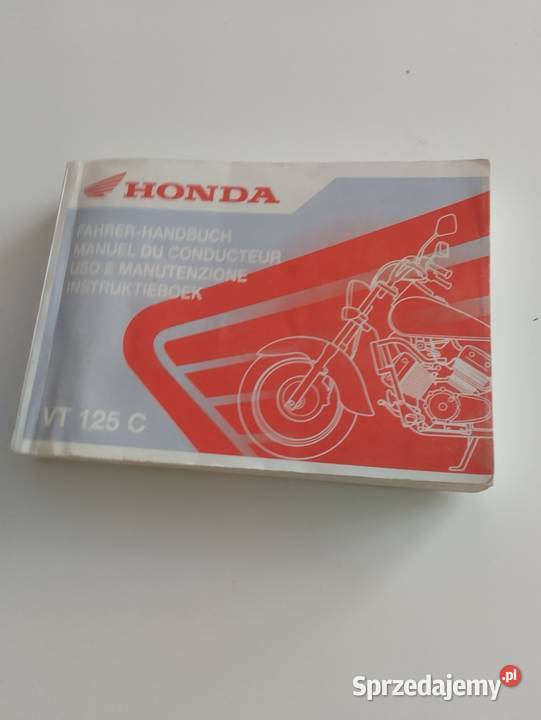 HONDA
FAHRER-HANDBUCH
MANUEL DU CONDUCTEUR
USO E MANUTENZIONE
INSTRUKTIEBOEK
VT 125 C
Sprzedajemy.pl